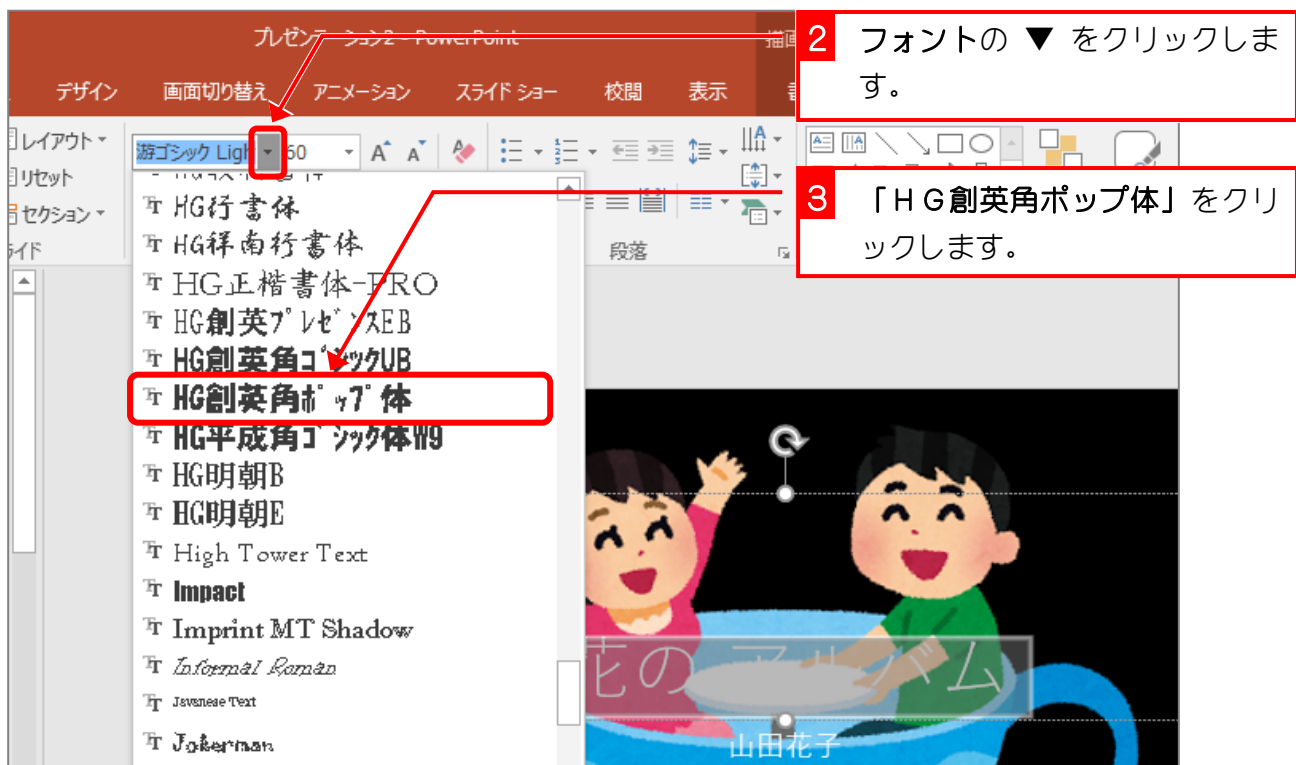 プレゼンテーション2 - PowerPoint
2 フォントの ▼ をクリックしま
す。
デザイン 画面切り替え アニメーション スライド ショー 校閲 表示
レイアウト
游ゴシック Ligh 60
リセット
セクション
段落
3 「HG創英角ポップ体」をクリ
ックします。
HG行書体
HG祥南行書体
HG正楷書体-PRO
HG創英プレゼンスEB
HG創英角ゴシックUB
HG創英角ポップ体
HG平成角ゴシック体W9
HG明朝B
HG明朝E
High Tower Text
Impact
Imprint MT Shadow
Informal Roman
Javanese Text
Jokerman
花の アルバム
山田花子